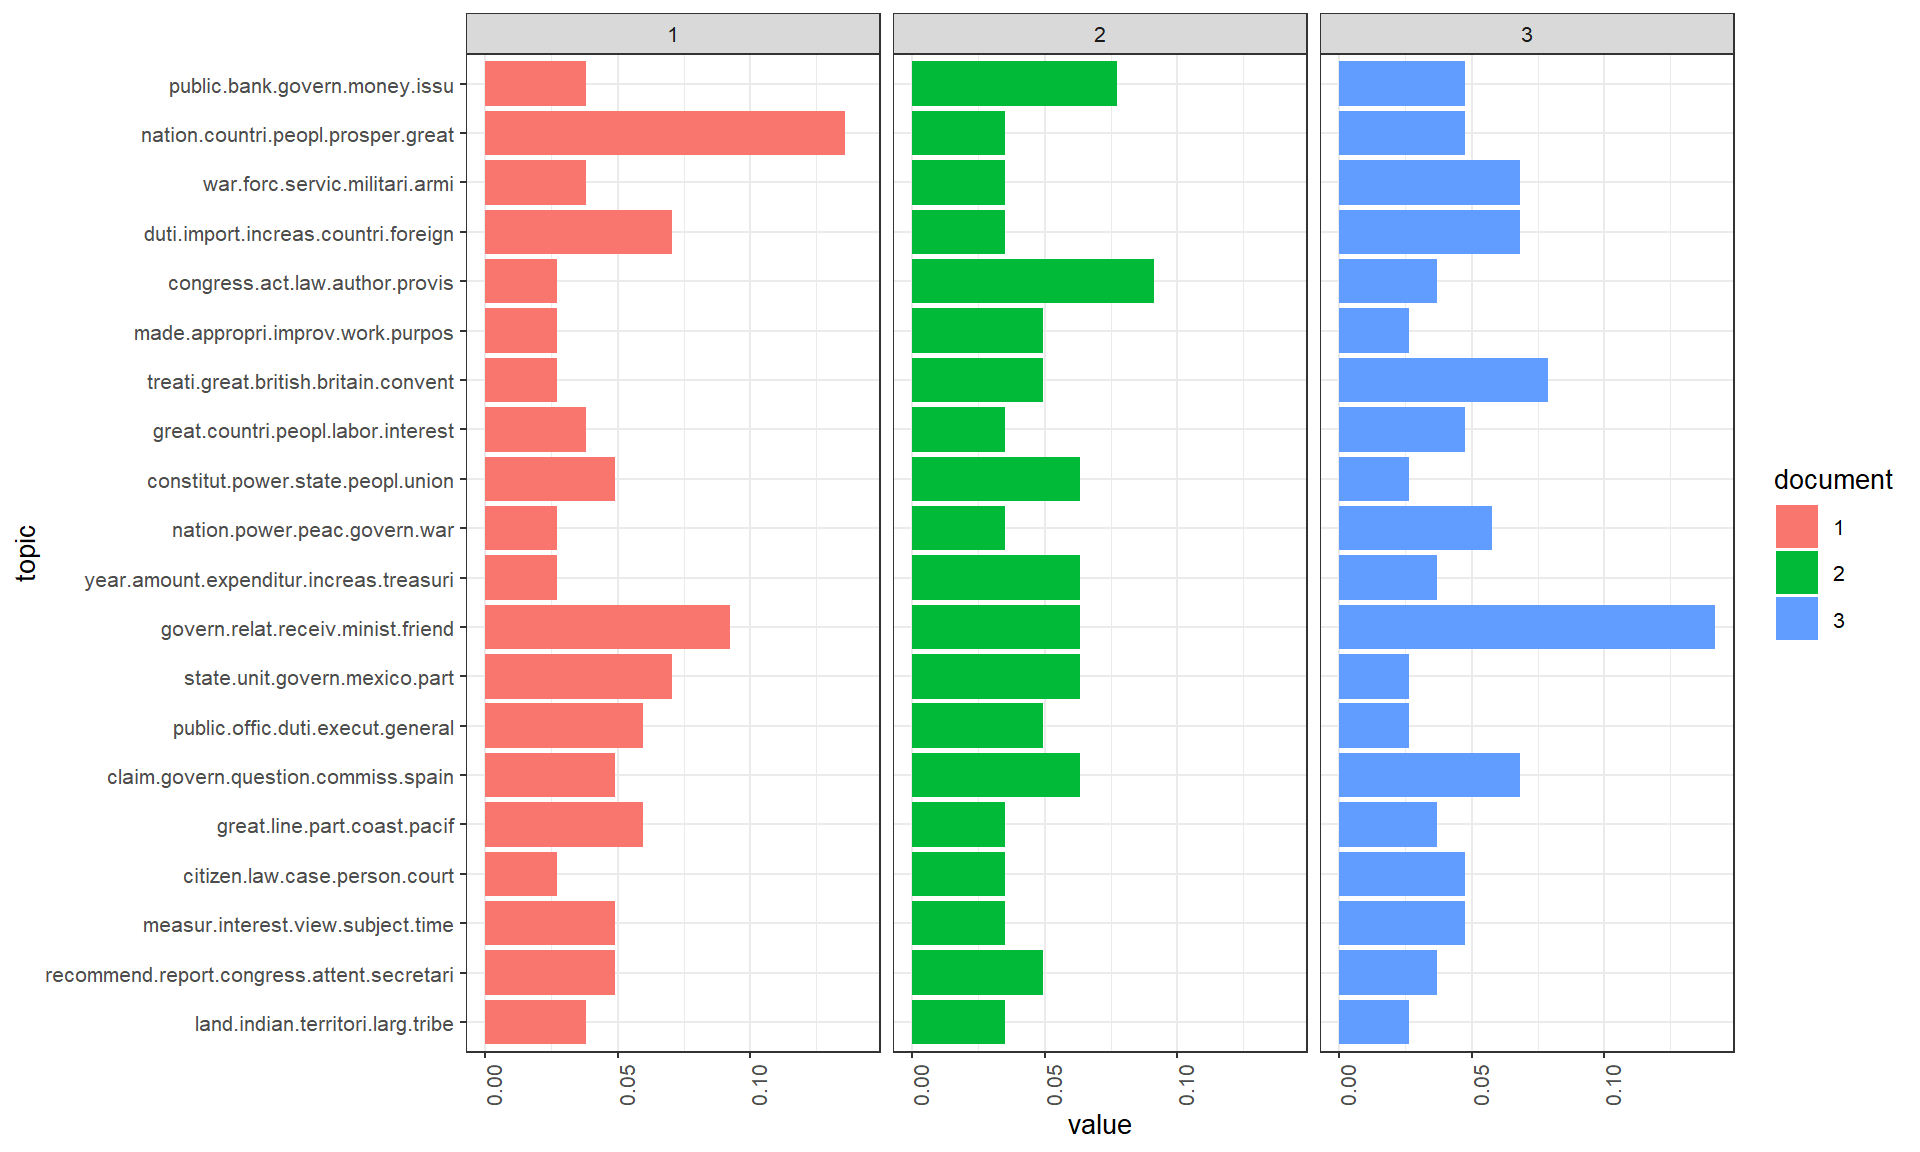 1
2
3
public.bank.govern.money.issu
nation.countri.peopl.prosper.great
war.forc.servic.militari.armi
duti.import.increas.countri.foreign
congress.act.law.author.provis
made.appropri.improv.work.purpos
treati.great.british.britain.convent
great.countri.peopl.labor.interest
constitut.power.state.peopl.union
nation.power.peac.govern.war
year.amount.expenditur.increas.treasuri
govern.relat.receiv.minist.friend
state.unit.govern.mexico.part
public.offic.duti.execut.general
claim.govern.question.commiss.spain
great.line.part.coast.pacif
citizen.law.case.person.court
measur.interest.view.subject.time
recommend.report.congress.attent.secretari
land.indian.territori.larg.tribe
topic
0.00
0.05
0.10
0.00
0.05
0.10
0.00
0.05
0.10
value
document
1
2
3